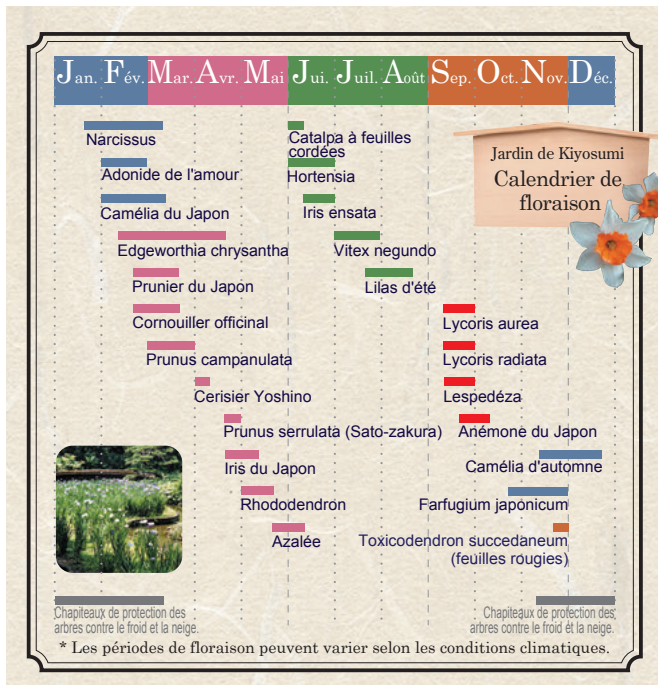 Jan. Fév. Mar. Avr. Mai Jui. Juil. Août Sep. Oct. Nov. Déc.
Jardin de Kiyosumi
Calendrier de
floraison
Narcissus
Adonide de l'amour
Camélia du Japon
Edgeworthia chrysantha
Prunier du Japon
Cornouiller officinal
Prunus campanulata
Cerisier Yoshino
Prunus serrulata (Sato-zakura)
Iris du Japon
Rhododendron
Azalée
Catalpa à feuilles
cordées
Hortensia
Iris ensata
Vitex negundo
Lilas d'été
Lycoris aurea
Lycoris radiata
Lespedéza
Anémone du Japon
Camélia d'automne
Farfugium japonicum
Toxicodendron succedaneum
(feuilles rougies)
Chapiteaux de protection des
arbres contre le froid et la neige.
Chapiteaux de protection des
arbres contre le froid et la neige.
* Les périodes de floraison peuvent varier selon les conditions climatiques.